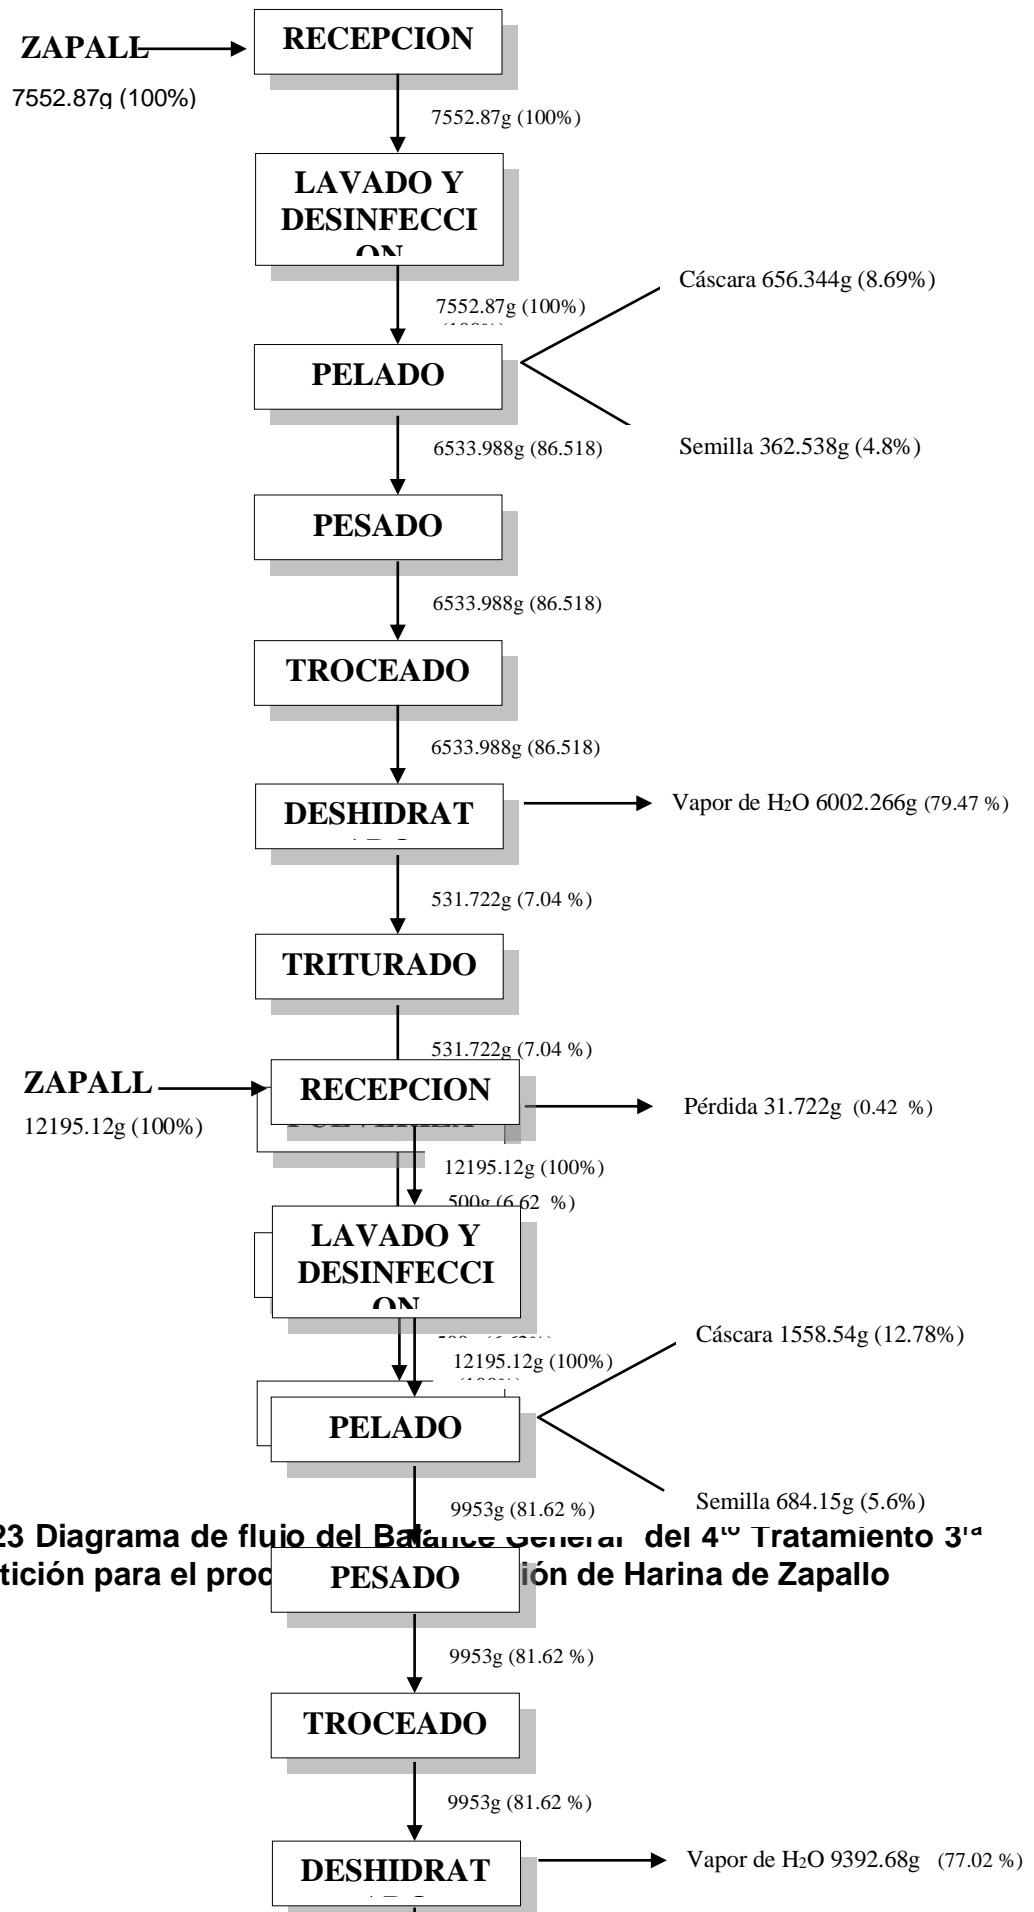 RECEPCION
ZAPALL
7552.87g (100%)
7552.87g (100%)
LAVADO Y
DESINFECCI
ON
Cáscara 656.344g (8.69%)
7552.87g (100%)
PELADO
6533.988g (86.518)
Semilla 362.538g (4.8%)
PESADO
6533.988g (86.518)
TROCEADO
6533.988g (86.518)
DESHIDRAT
Vapor de H₂O 6002.266g (79.47 %)
531.722g (7.04 %)
TRITURADO
531.722g (7.04 %)
ZAPALL
RECEPCION
Pérdida 31.722g (0.42 %)
12195.12g (100%)
12195.12g (100%)
500g (6.62 %)
LAVADO Y
DESINFECCI
ON
Cáscara 1558.54g (12.78%)
12195.12g (100%)
PELADO
9953g (81.62 %)
Semilla 684.15g (5.6%)
23 Diagrama de flujo del Balance General del 4ᵗᵒ Tratamiento 3ʳᵃ
tición para el proc
PESADO
ión de Harina de Zapallo
9953g (81.62 %)
TROCEADO
9953g (81.62 %)
DESHIDRAT
Vapor de H₂O 9392.68g (77.02 %)